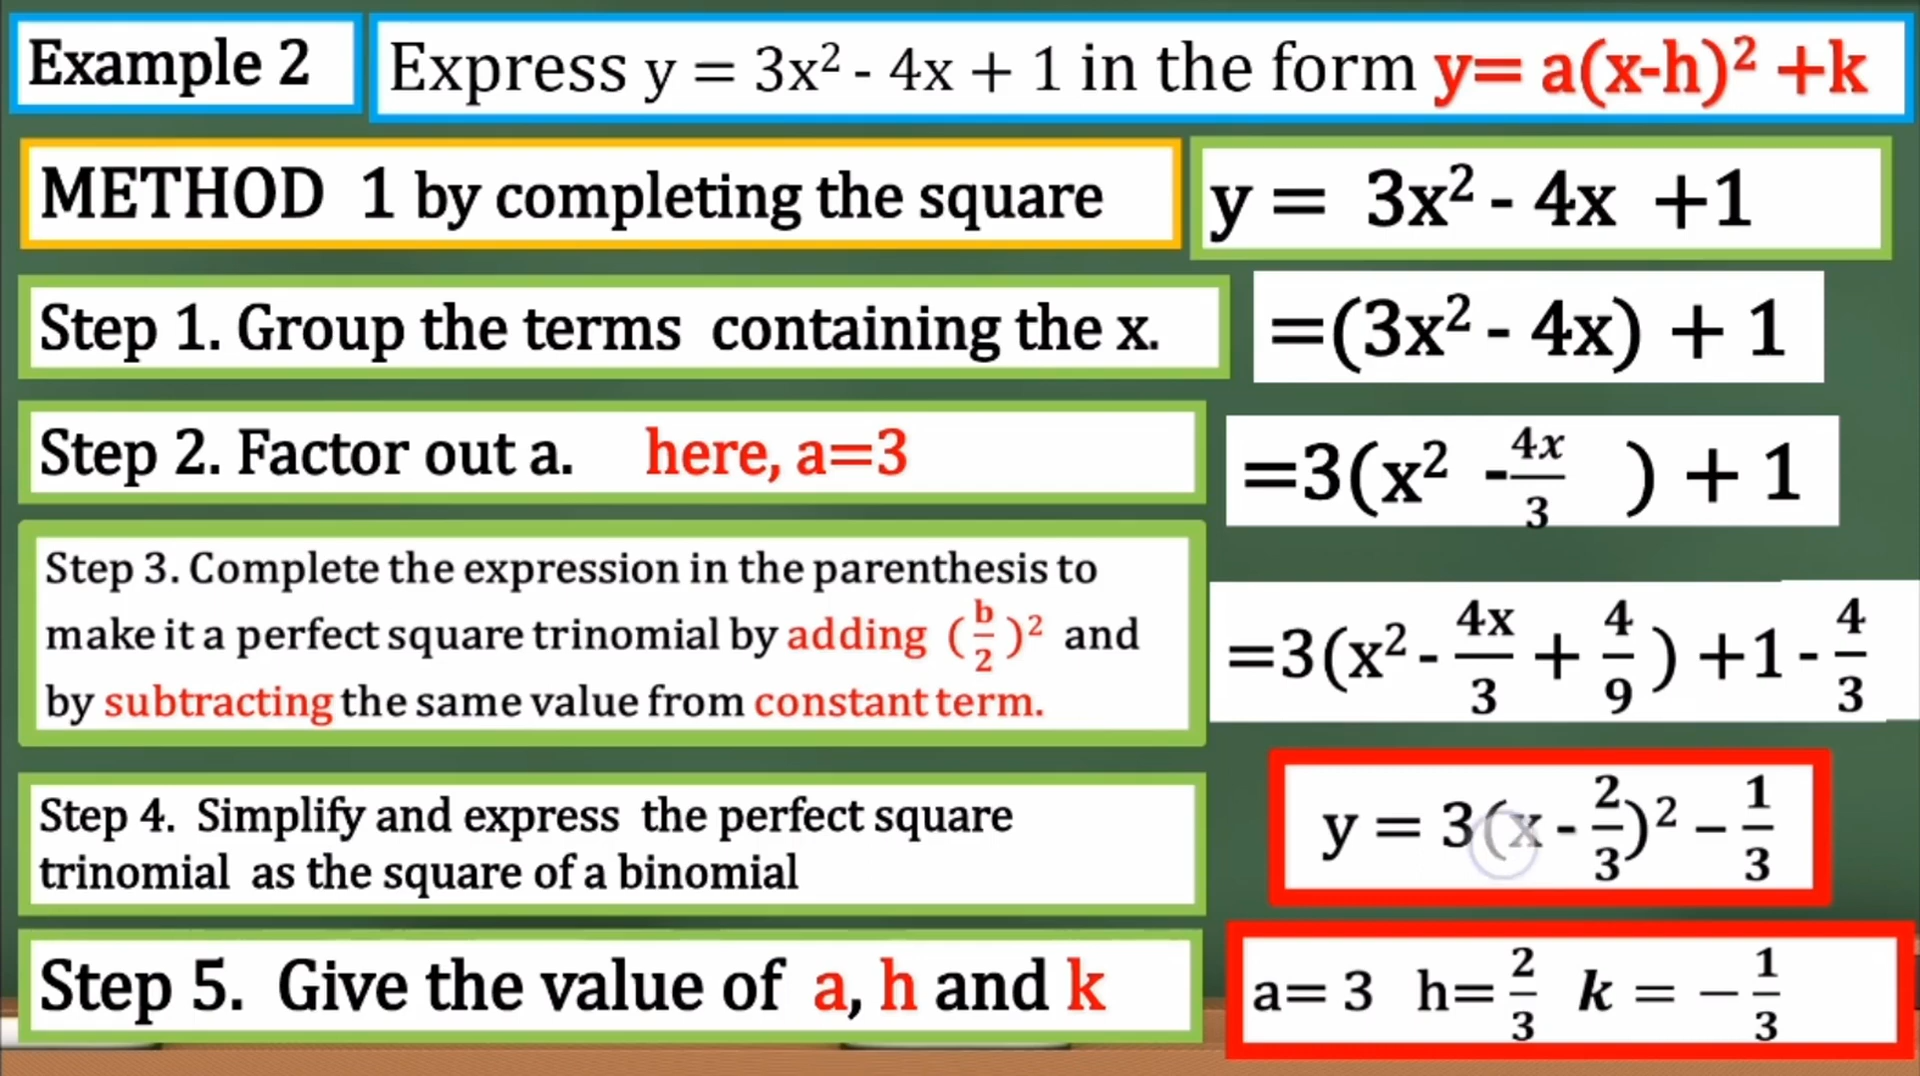 Example 2
Express y = 3x² - 4x + 1 in the form y= a(x-h)² +k
METHOD 1 by completing the square
y = 3x² - 4x +1
Step 1. Group the terms containing the x.
=(3x² - 4x) + 1
Step 2. Factor out a. here, a=3
=3(x² -4x/3 ) + 1
Step 3. Complete the expression in the parenthesis to
make it a perfect square trinomial by adding (b/2)² and
by subtracting the same value from constant term.
=3(x² - 4x/3 + 4/9 ) +1 - 4/3
Step 4. Simplify and express the perfect square
trinomial as the square of a binomial
y = 3(x - 2/3)² – 1/3
Step 5. Give the value of a, h and k
a= 3 h= 2/3 k = – 1/3